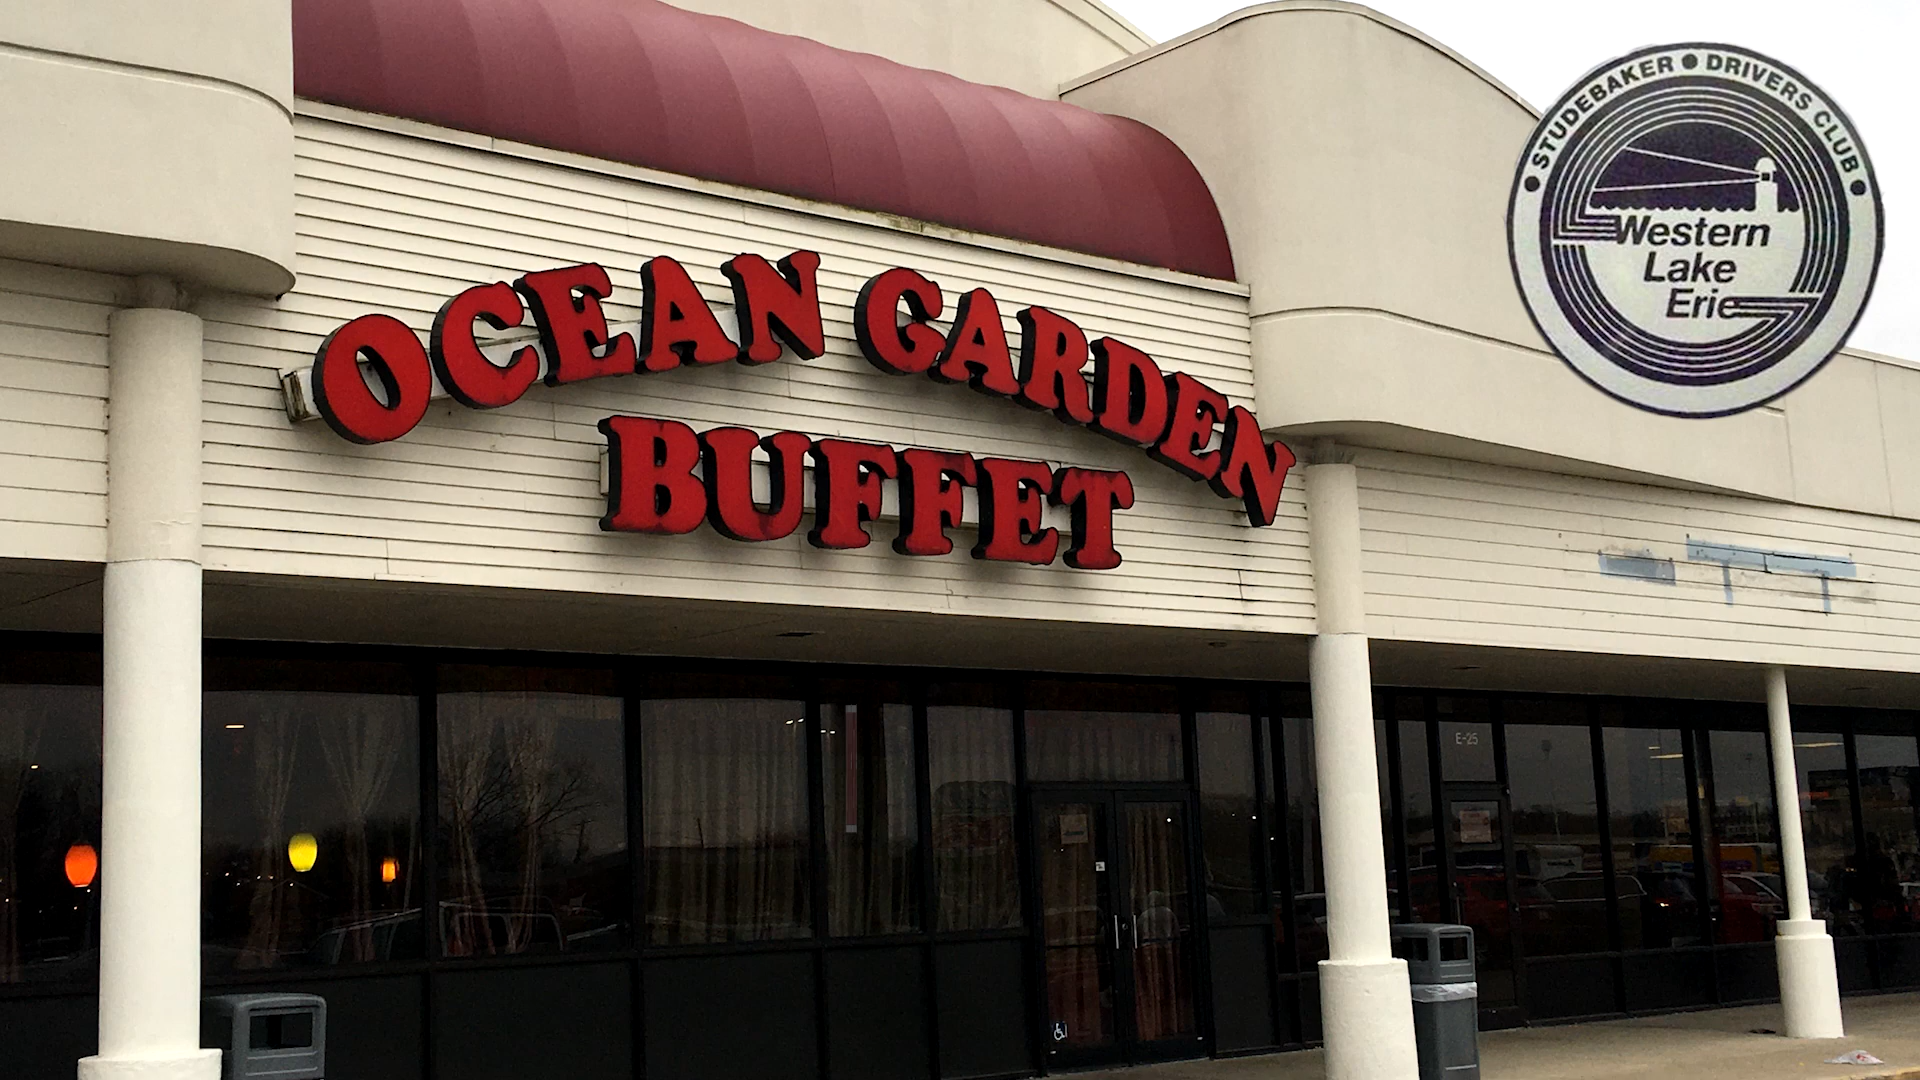 STUDEBAKER • DRIVERS CLUB
Western
Lake
Erie
OCEAN GARDEN
BUFFET
E-25